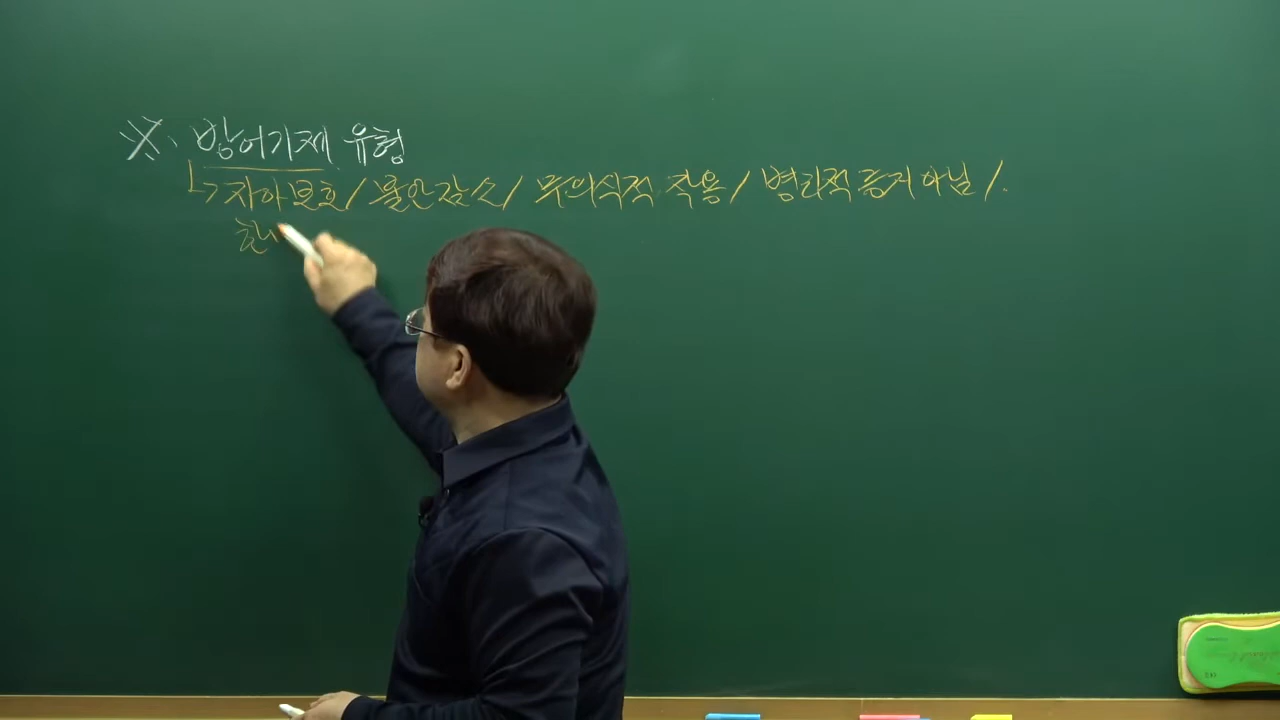 ※. 방어기제 유형
↳ 자아보호 / 불안감소 / 무의식적 작용 / 병리적 증거 아님 /.